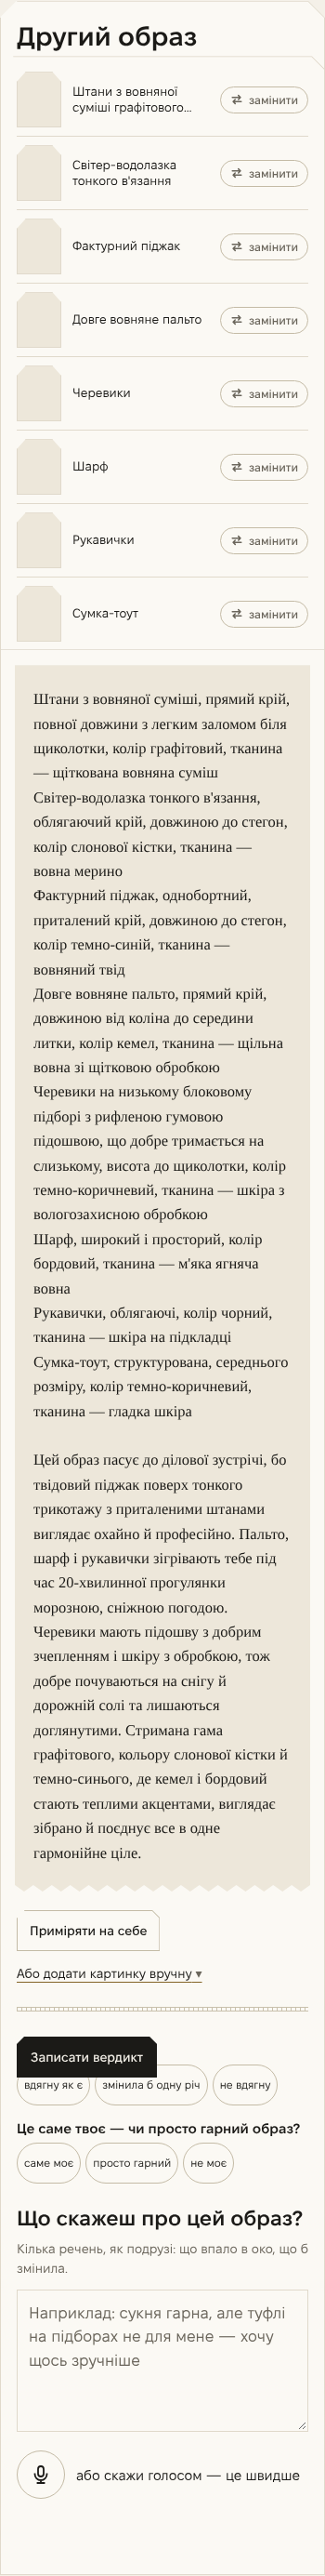 Другий образ
Штани з вовняної
суміші графітового...
замінити
Світер-водолазка
тонкого в'язання
замінити
Фактурний піджак
замінити
Довге вовняне пальто
замінити
Черевики
замінити
Шарф
замінити
Рукавички
замінити
Сумка-тоут
замінити
Штани з вовняної суміші, прямий крій,
повної довжини з легким заломом біля
щиколотки, колір графітовий, тканина
— щіткована вовняна суміш
Світер-водолазка тонкого в'язання,
облягаючий крій, довжиною до стегон,
колір слонової кістки, тканина —
вовна мерино
Фактурний піджак, однобортний,
приталений крій, довжиною до стегон,
колір темно-синій, тканина —
вовняний твід
Довге вовняне пальто, прямий крій,
довжиною від коліна до середини
литки, колір кемел, тканина — щільна
вовна зі щітковою обробкою
Черевики на низькому блоковому
підборі з рифленою гумовою
підошвою, що добре тримається на
слизькому, висота до щиколотки, колір
темно-коричневий, тканина — шкіра з
вологозахисною обробкою
Шарф, широкий і просторий, колір
бордовий, тканина — м'яка ягняча
вовна
Рукавички, облягаючі, колір чорний,
тканина — шкіра на підкладці
Сумка-тоут, структурована, середнього
розміру, колір темно-коричневий,
тканина — гладка шкіра
Цей образ пасує до ділової зустрічі, бо
твідовий піджак поверх тонкого
трикотажу з приталеними штанами
виглядає охайно й професійно. Пальто,
шарф і рукавички зігрівають тебе під
час 20-хвилинної прогулянки
морозною, сніжною погодою.
Черевики мають підошву з добрим
зчепленням і шкіру з обробкою, тож
добре почуваються на снігу й
дорожній солі та лишаються
доглянутими. Стримана гама
графітового, кольору слонової кістки й
темно-синього, де кемел і бордовий
стають теплими акцентами, виглядає
зібрано й поєднує все в одне
гармонійне ціле.
Приміряти на себе
Або додати картинку вручну ▾
Записати вердикт
вдягну як є змінила б одну річ не вдягну
Це саме твоє — чи просто гарний образ?
саме моє просто гарний не моє
Що скажеш про цей образ?
Кілька речень, як подрузі: що впало в око, що б
змінила.
Наприклад: сукня гарна, але туфлі
на підборах не для мене — хочу
щось зручніше
або скажи голосом — це швидше